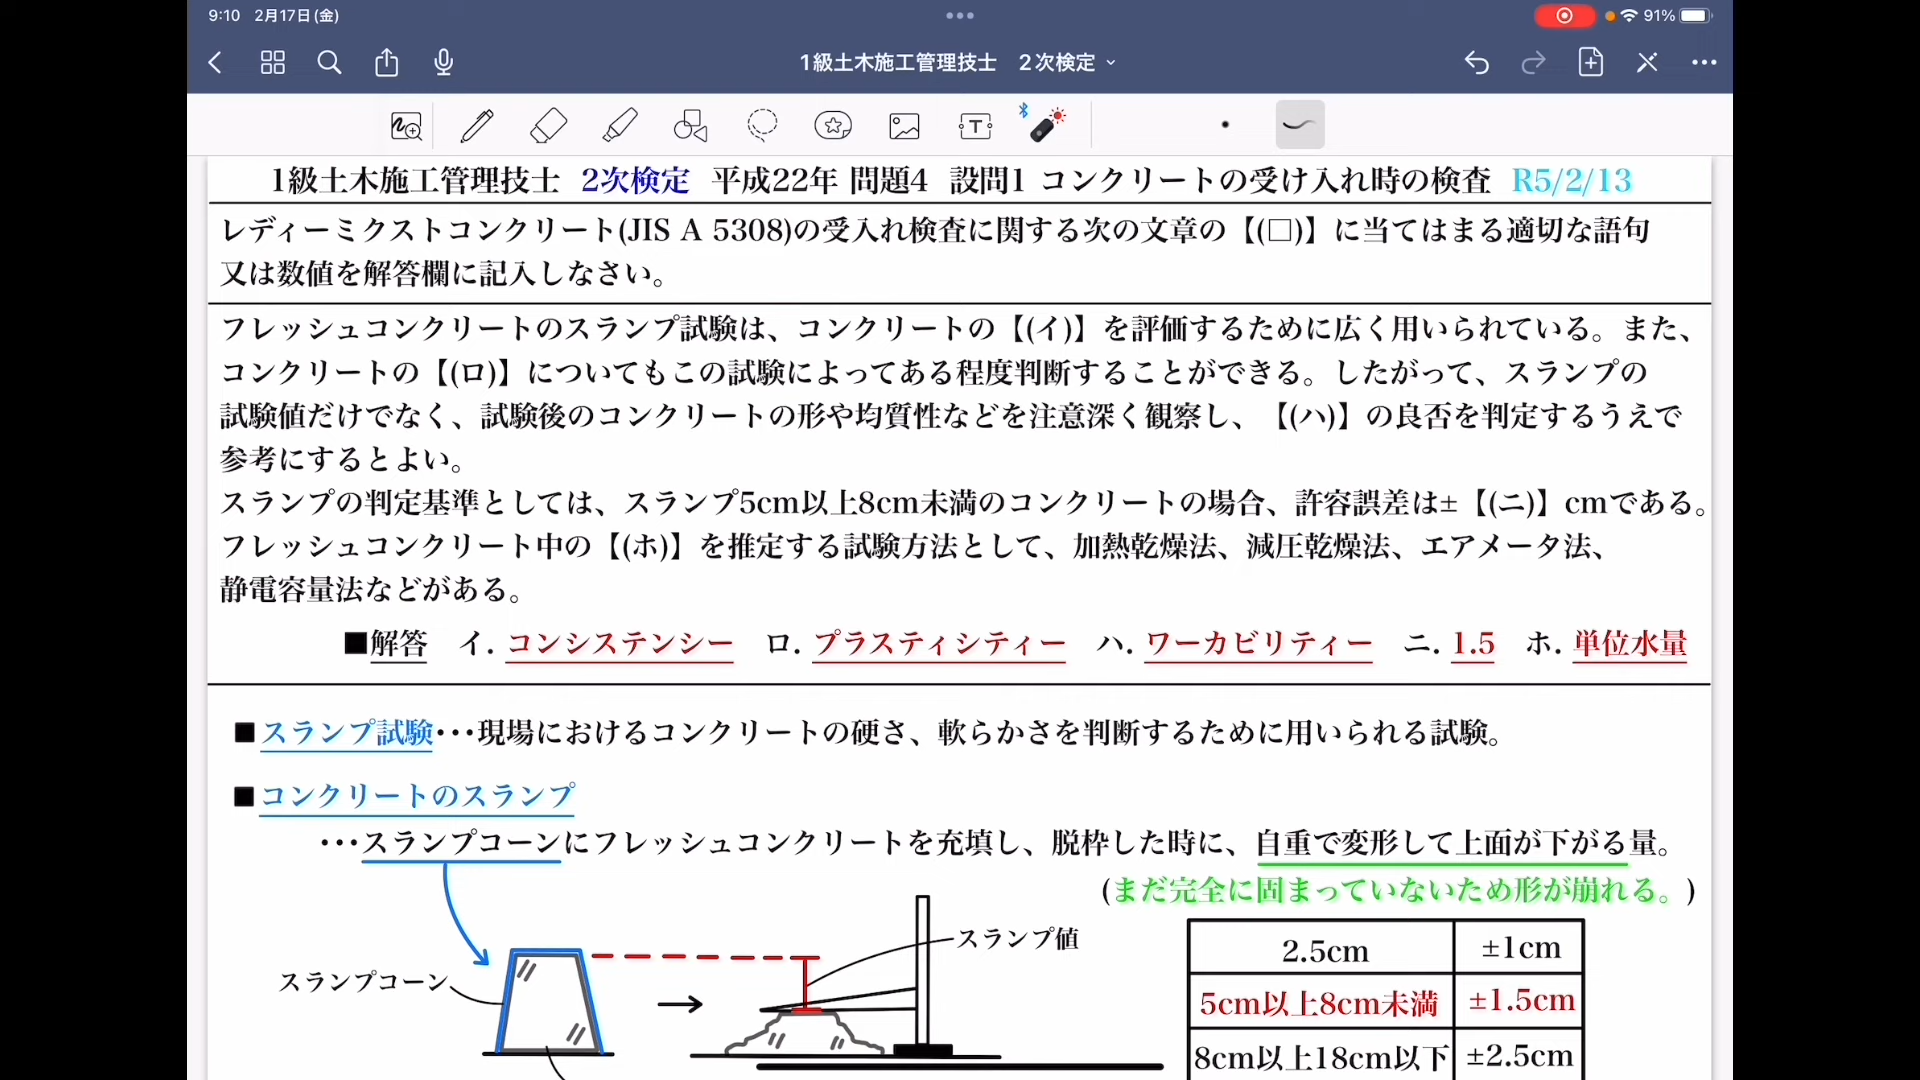 9:10 2月17日(金)
91%
1級土木施工管理技士 2次検定
1級土木施工管理技士 2次検定 平成22年 問題4 設問1 コンクリートの受け入れ時の検査 R5/2/13
レディーミクストコンクリート(JIS A 5308)の受入れ検査に関する次の文章の【(□)】に当てはまる適切な語句
又は数値を解答欄に記入しなさい。
フレッシュコンクリートのスランプ試験は、コンクリートの【(イ)】を評価するために広く用いられている。また、
コンクリートの【(ロ)】についてもこの試験によってある程度判断することができる。したがって、スランプの
試験値だけでなく、試験後のコンクリートの形や均質性などを注意深く観察し、【(ハ)】の良否を判定するうえで
参考にするとよい。
スランプの判定基準としては、スランプ5cm以上8cm未満のコンクリートの場合、許容誤差は±【(ニ)】cmである。
フレッシュコンクリート中の【(ホ)】を推定する試験方法として、加熱乾燥法、減圧乾燥法、エアメータ法、
静電容量法などがある。
■解答 イ. コンシステンシー ロ. プラスティシティー ハ. ワーカビリティー ニ. 1.5 ホ. 単位水量
■スランプ試験･･･現場におけるコンクリートの硬さ、軟らかさを判断するために用いられる試験。
■コンクリートのスランプ
･･･スランプコーンにフレッシュコンクリートを充填し、脱枠した時に、自重で変形して上面が下がる量。
(まだ完全に固まっていないため形が崩れる。)
スランプ値
スランプコーン
2.5cm ±1cm
5cm以上8cm未満 ±1.5cm
8cm以上18cm以下 ±2.5cm